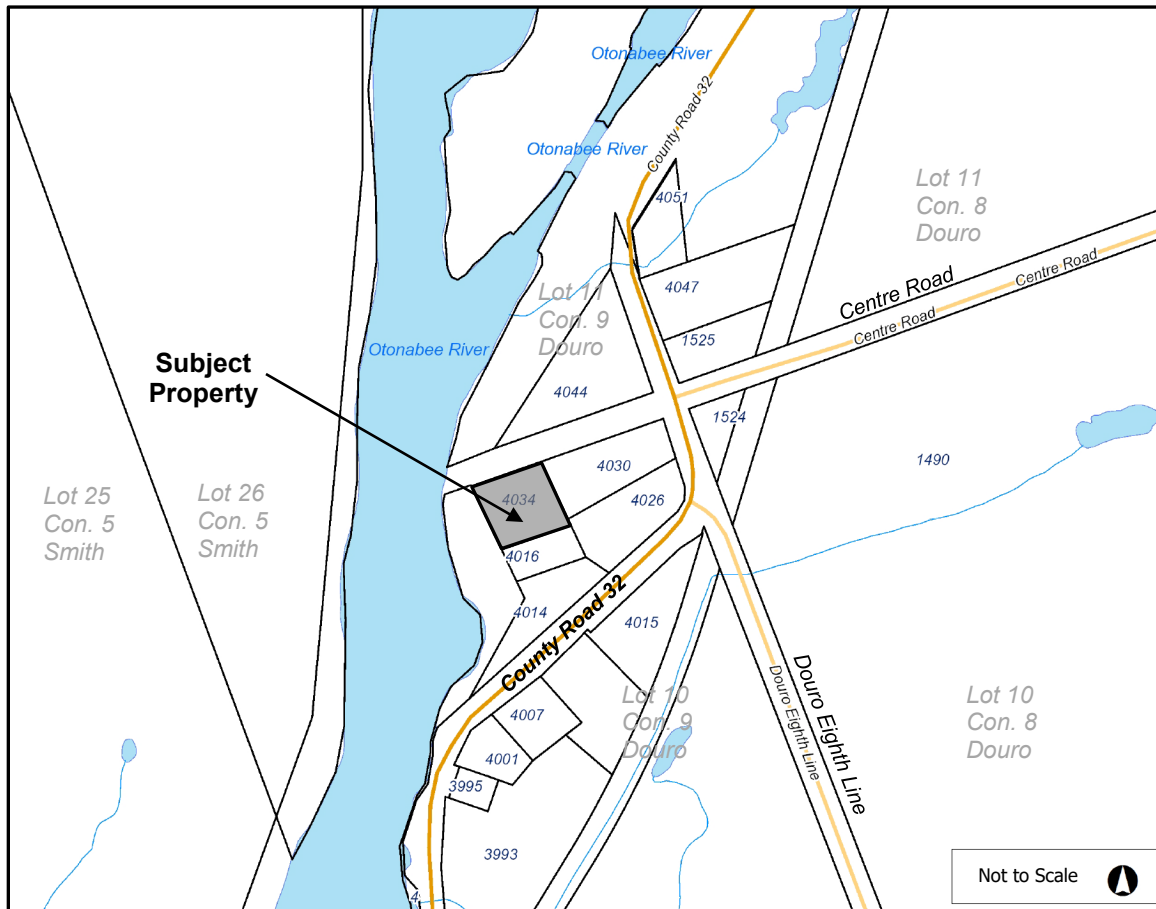 Otonabee River
County Road 32
Otonabee River
4051
Lot 11
Con. 8
Douro
4047
Centre Road
Centre Road
Centre Road
Lot 11
Con. 9
Douro
1525
Otonabee River
Subject
Property
4044
1524
4030
1490
4034
4026
Lot 25
Con. 5
Smith
Lot 26
Con. 5
Smith
4016
4014
4015
County Road 32
Douro Eighth Line
Douro Eighth Line
Lot 10
Con. 9
Douro
Lot 10
Con. 8
Douro
4007
4001
3995
3993
4
Not to Scale